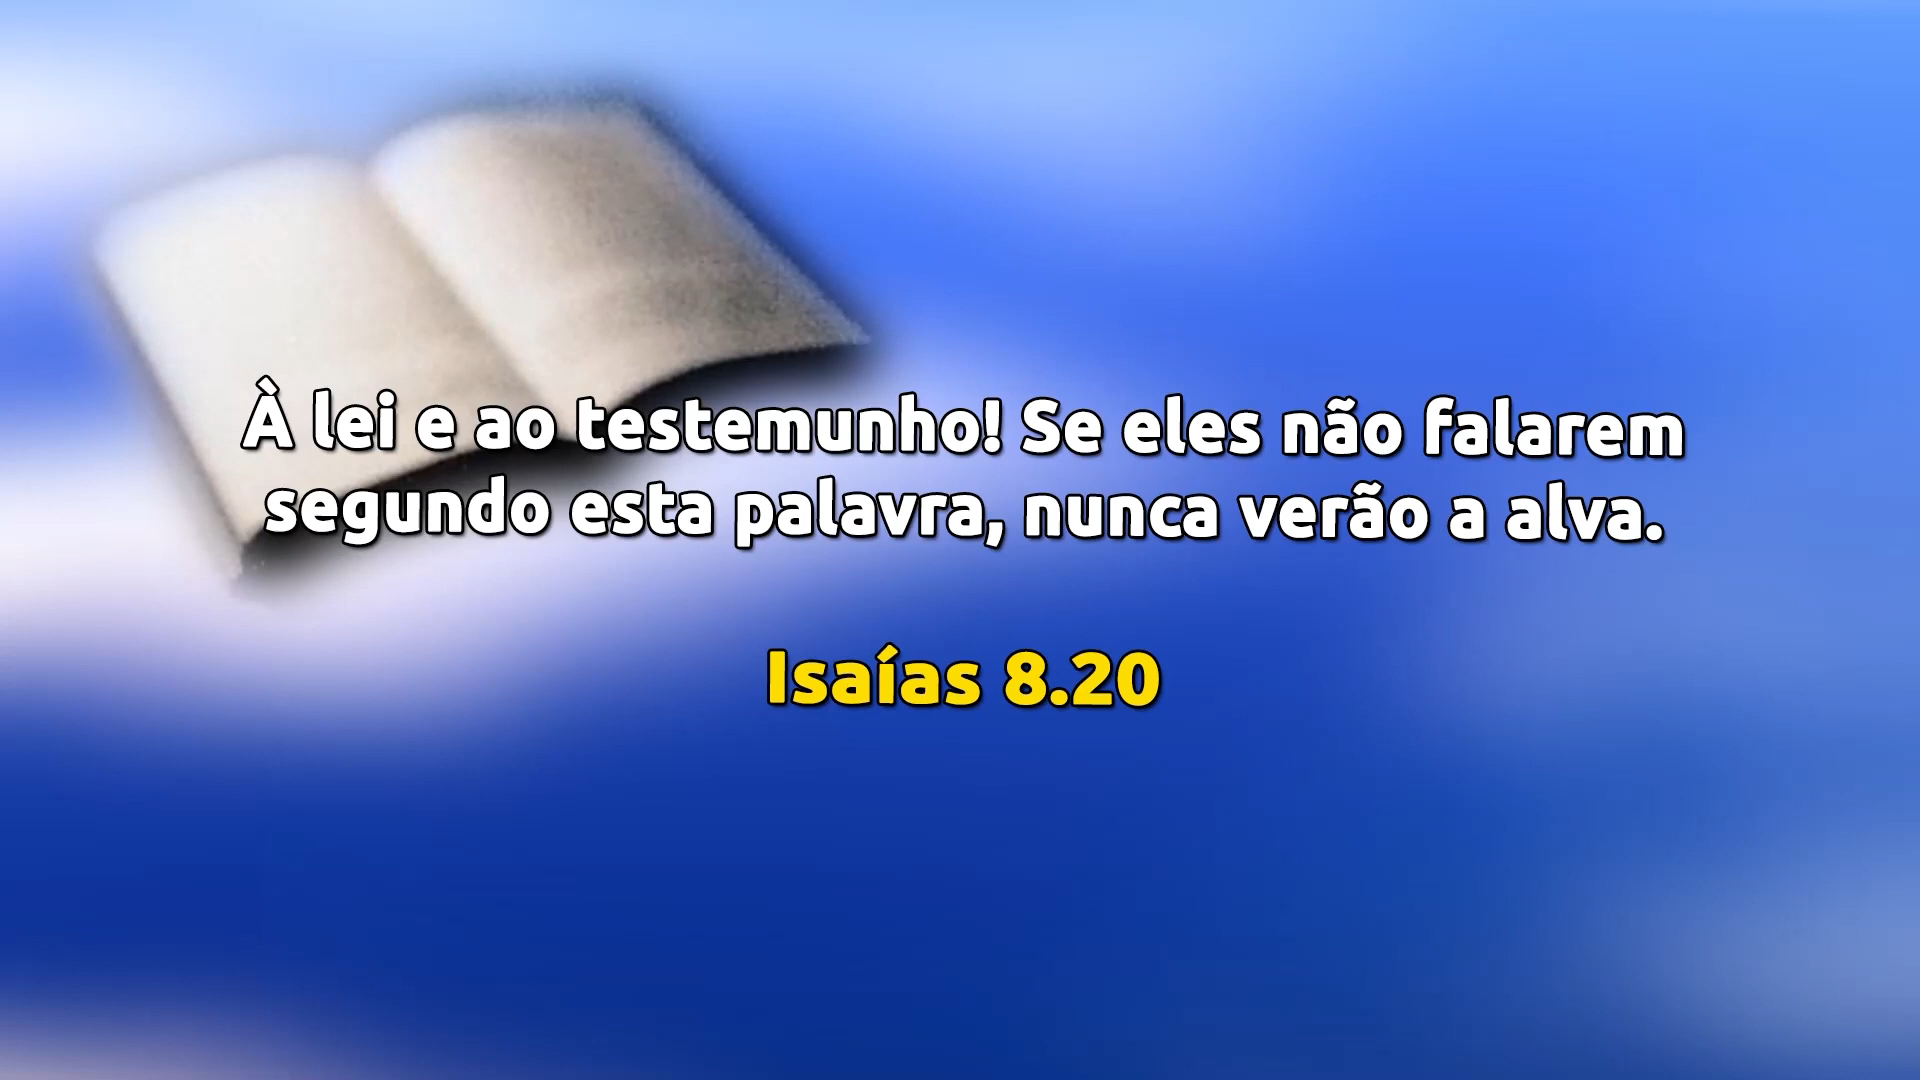 À lei e ao testemunho! Se eles não falarem
segundo esta palavra, nunca verão a alva.
Isaías 8.20